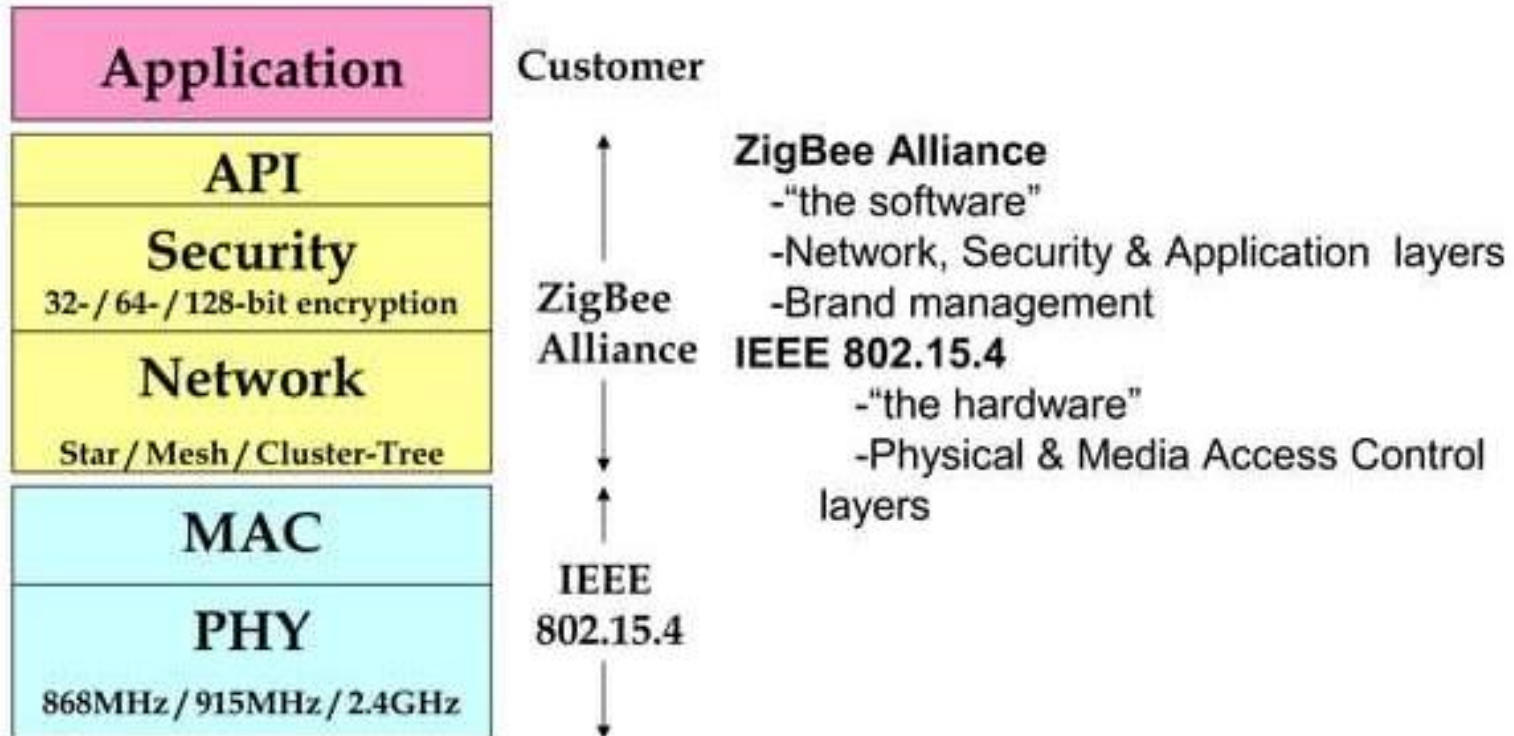 Application
Customer
API
Security
32-/ 64-/ 128-bit encryption
Network
Star / Mesh / Cluster-Tree
MAC
PHY
868MHz / 915MHz / 2.4GHz
ZigBee
Alliance
IEEE
802.15.4
ZigBee Alliance
-“the software”
-Network, Security & Application layers
-Brand management
IEEE 802.15.4
-“the hardware”
-Physical & Media Access Control
layers